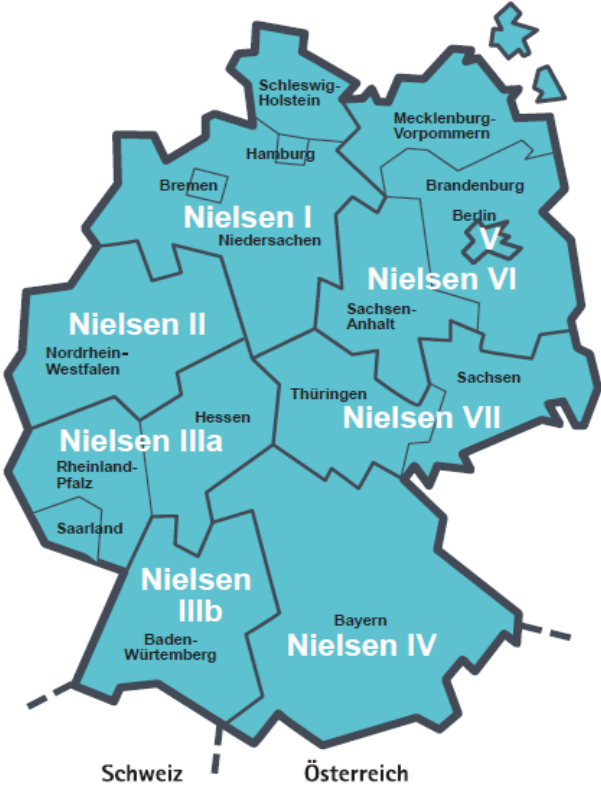 Schleswig-
Holstein
Mecklenburg-
Vorpommern
Hamburg
Bremen
Brandenburg
Nielsen I
Berlin
Niedersachen
V
Nielsen VI
Sachsen-
Anhalt
Nielsen II
Nordrhein-
Westfalen
Sachsen
Thüringen
Hessen
Nielsen VII
Nielsen IIIa
Rheinland-
Pfalz
Saarland
Nielsen
IIIb
Bayern
Baden-
Würtemberg
Nielsen IV
Schweiz
Österreich